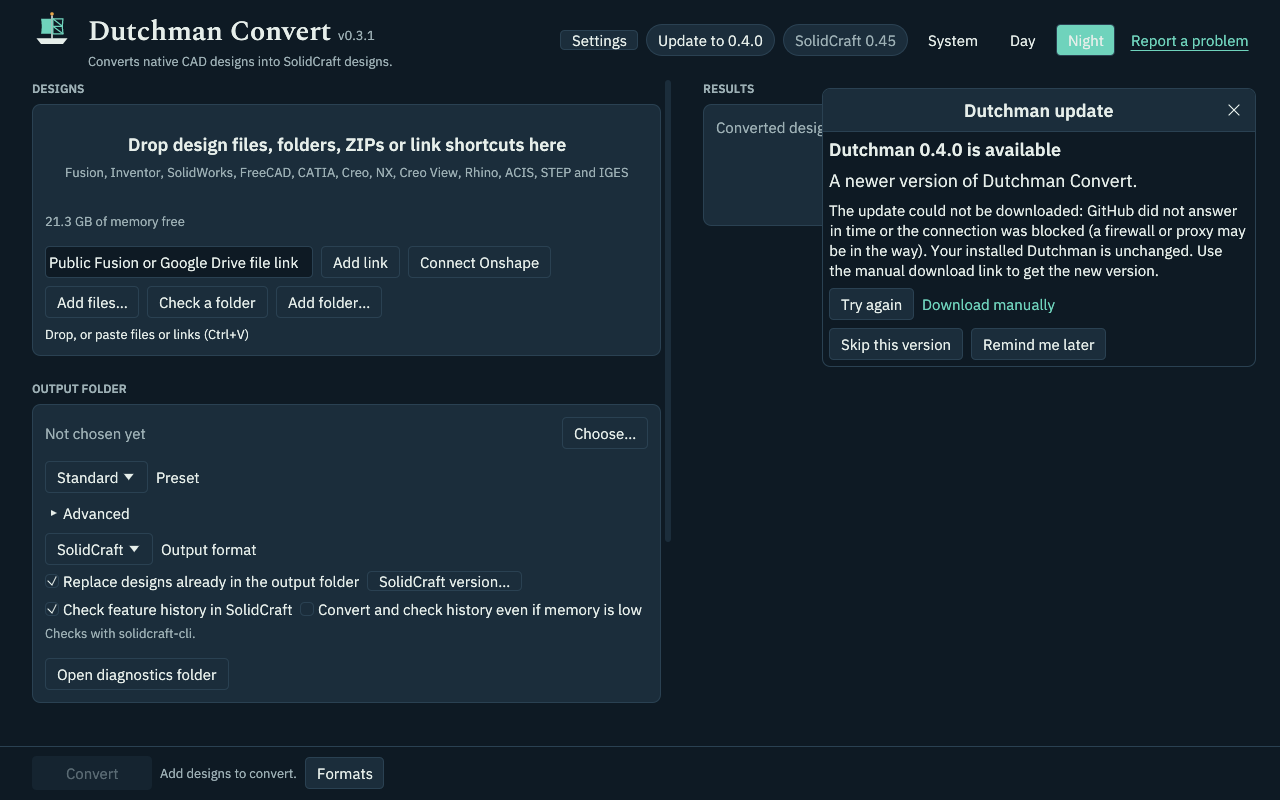 Dutchman Convert v0.3.1
Converts native CAD designs into SolidCraft designs.
Settings
Update to 0.4.0
SolidCraft 0.45
System
Day
Night
Report a problem
DESIGNS
Drop design files, folders, ZIPs or link shortcuts here
Fusion, Inventor, SolidWorks, FreeCAD, CATIA, Creo, NX, Creo View, Rhino, ACIS, STEP and IGES
21.3 GB of memory free
Public Fusion or Google Drive file link
Add link
Connect Onshape
Add files...
Check a folder
Add folder...
Drop, or paste files or links (Ctrl+V)
OUTPUT FOLDER
Not chosen yet
Choose...
Standard
Preset
Advanced
SolidCraft
Output format
Replace designs already in the output folder
SolidCraft version...
Check feature history in SolidCraft
Convert and check history even if memory is low
Checks with solidcraft-cli.
Open diagnostics folder
RESULTS
Converted
Dutchman update
Dutchman 0.4.0 is available
A newer version of Dutchman Convert.
The update could not be downloaded: GitHub did not answer
in time or the connection was blocked (a firewall or proxy may
be in the way). Your installed Dutchman is unchanged. Use
the manual download link to get the new version.
Try again
Download manually
Skip this version
Remind me later
Convert
Add designs to convert.
Formats